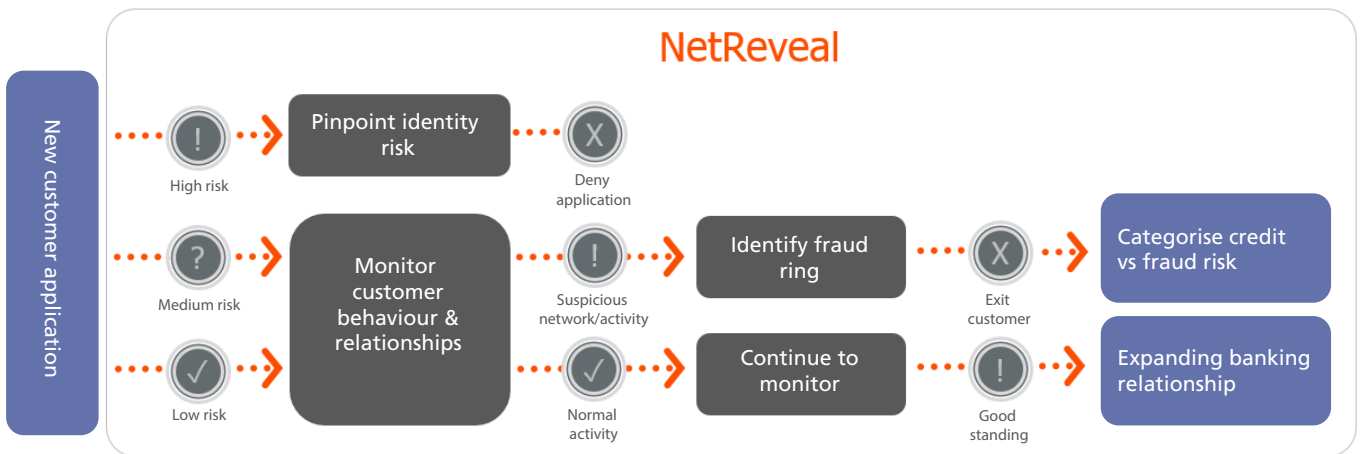 NetReveal
New customer application
!
High risk
Pinpoint identity
risk
X
Deny
application
?
Medium risk
Monitor
customer
behaviour &
relationships
!
Suspicious
network/activity
Identify fraud
ring
X
Exit
customer
Categorise credit
vs fraud risk
✓
Low risk
✓
Normal
activity
Continue to
monitor
!
Good
standing
Expanding banking
relationship